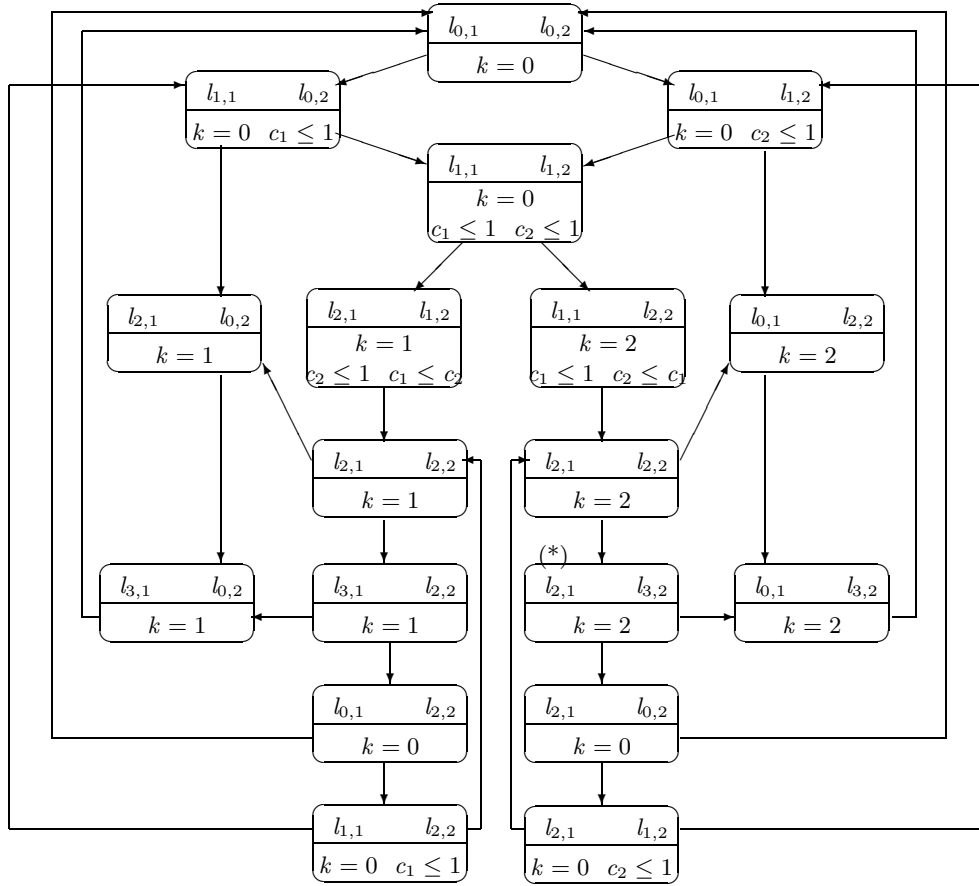 l0,1 l0,2
k = 0
l1,1 l0,2
k = 0 c1 ≤ 1
l0,1 l1,2
k = 0 c2 ≤ 1
l1,1 l1,2
k = 0
c1 ≤ 1 c2 ≤ 1
l2,1 l0,2
k = 1
l2,1 l1,2
k = 1
c2 ≤ 1 c1 ≤ c2
l1,1 l2,2
k = 2
c1 ≤ 1 c2 ≤ c1
l0,1 l2,2
k = 2
l2,1 l2,2
k = 1
l2,1 l2,2
k = 2
(*)
l3,1 l0,2
k = 1
l3,1 l2,2
k = 1
l2,1 l3,2
k = 2
l0,1 l3,2
k = 2
l0,1 l2,2
k = 0
l2,1 l0,2
k = 0
l1,1 l2,2
k = 0 c1 ≤ 1
l2,1 l1,2
k = 0 c2 ≤ 1